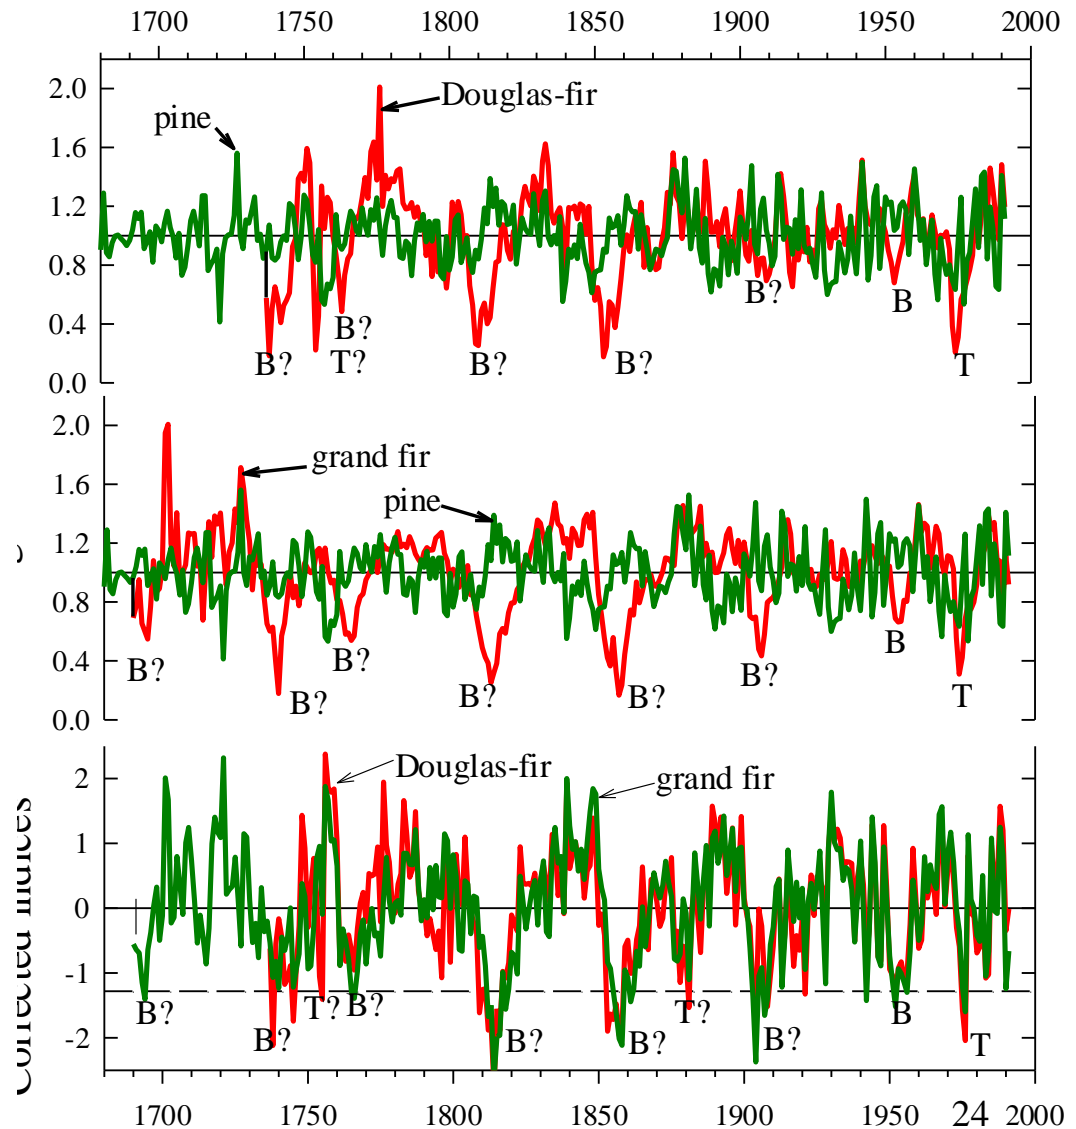 1700 1750 1800 1850 1900 1950 2000
2.0
Douglas-fir
pine
1.6
1.2
0.8
B?
B
B?
0.4
B? T? B? B? T
0.0
2.0
grand fir
1.6
pine
1.2
0.8
B
B? B? B?
0.4
B? B? B? T
0.0
2
Douglas-fir
grand fir
1
0
-1
B? T? B? T? B
B? B? B? B? T
-2
1700 1750 1800 1850 1900 1950 24 2000
Corrected indices